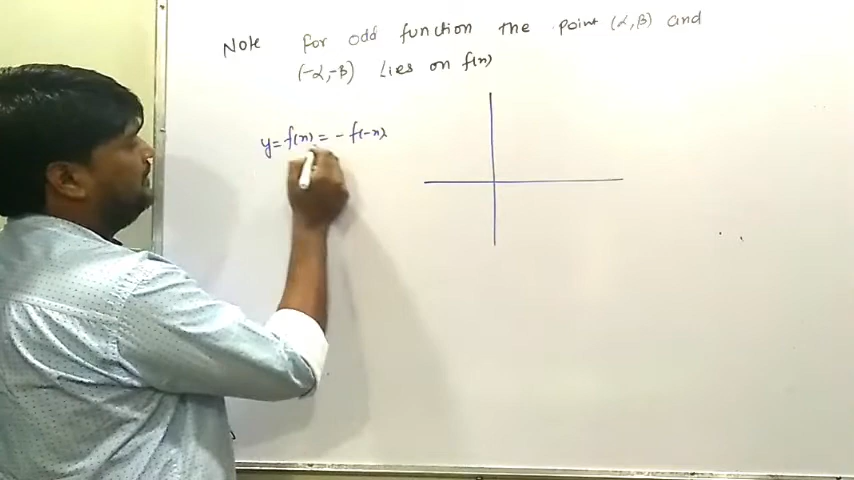 Note For odd function the point (α,β) and
(-α,-β) Lies on f(x)
y=f(x)=-f(-x)